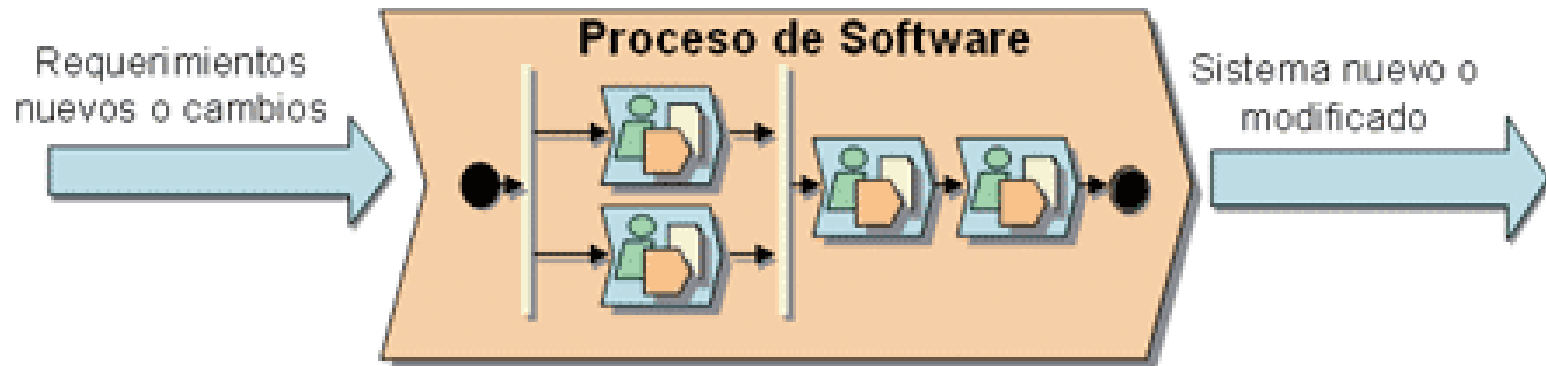 Proceso de Software
Requerimientos
nuevos o cambios
Sistema nuevo o
modificado